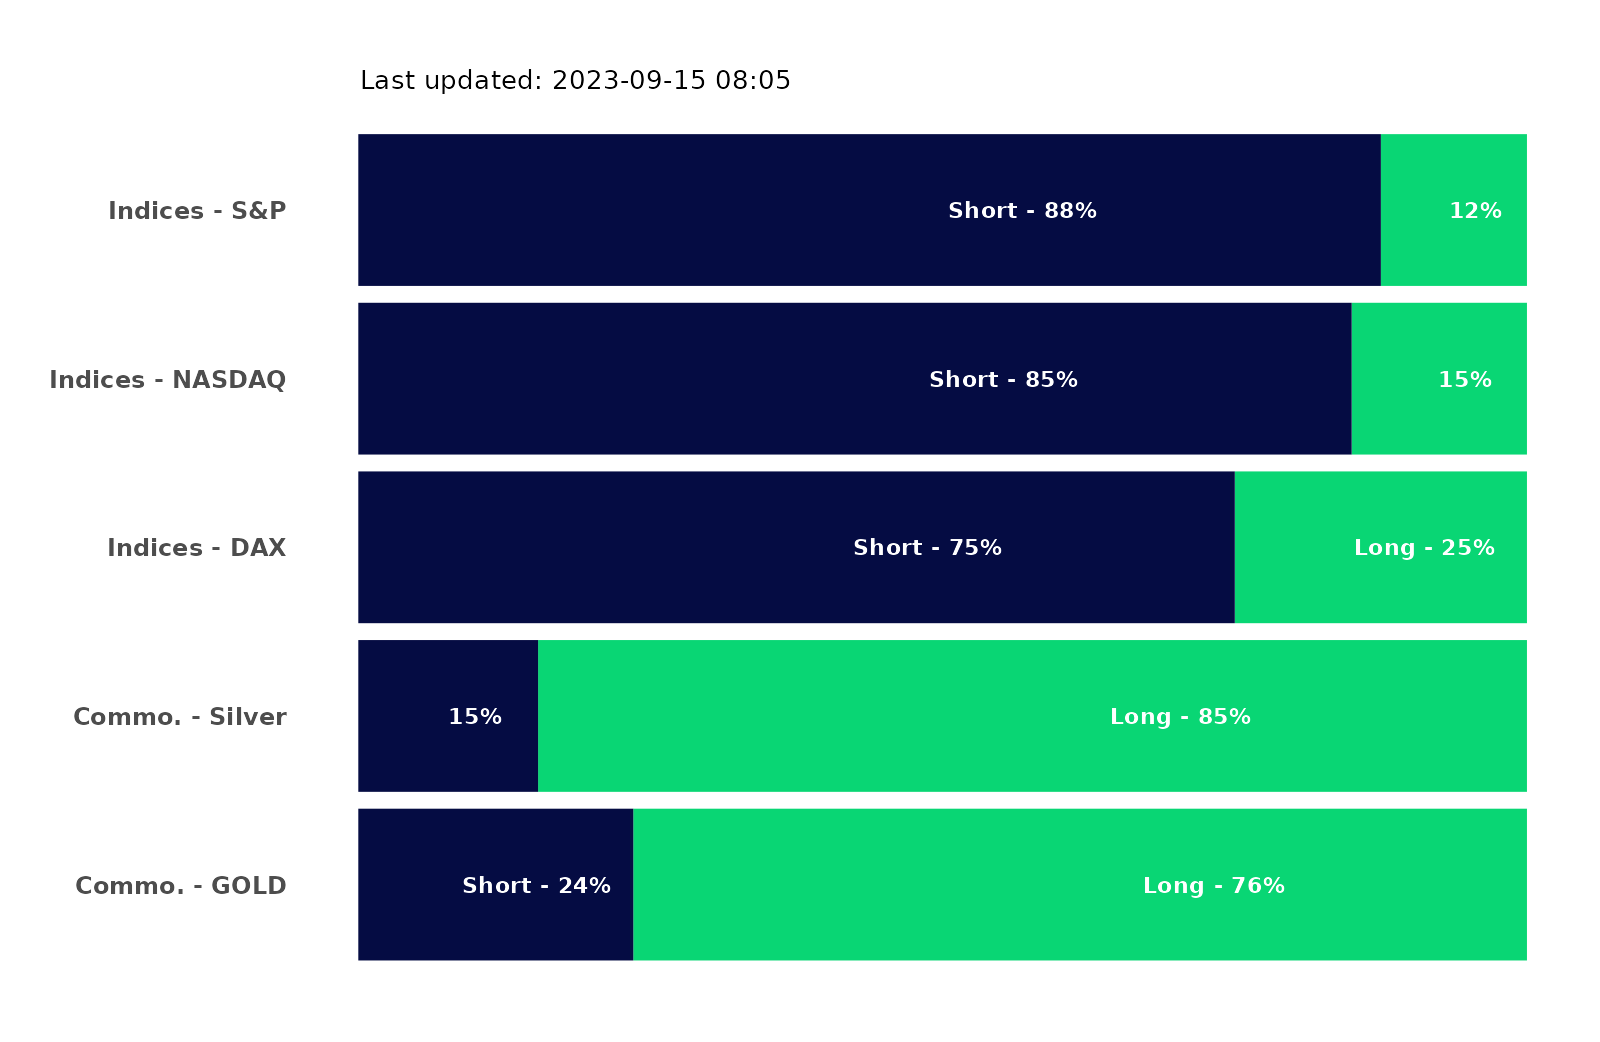 Last updated: 2023-09-15 08:05
Indices - S&P Short - 88% 12%
Indices - NASDAQ Short - 85% 15%
Indices - DAX Short - 75% Long - 25%
Commo. - Silver 15% Long - 85%
Commo. - GOLD Short - 24% Long - 76%